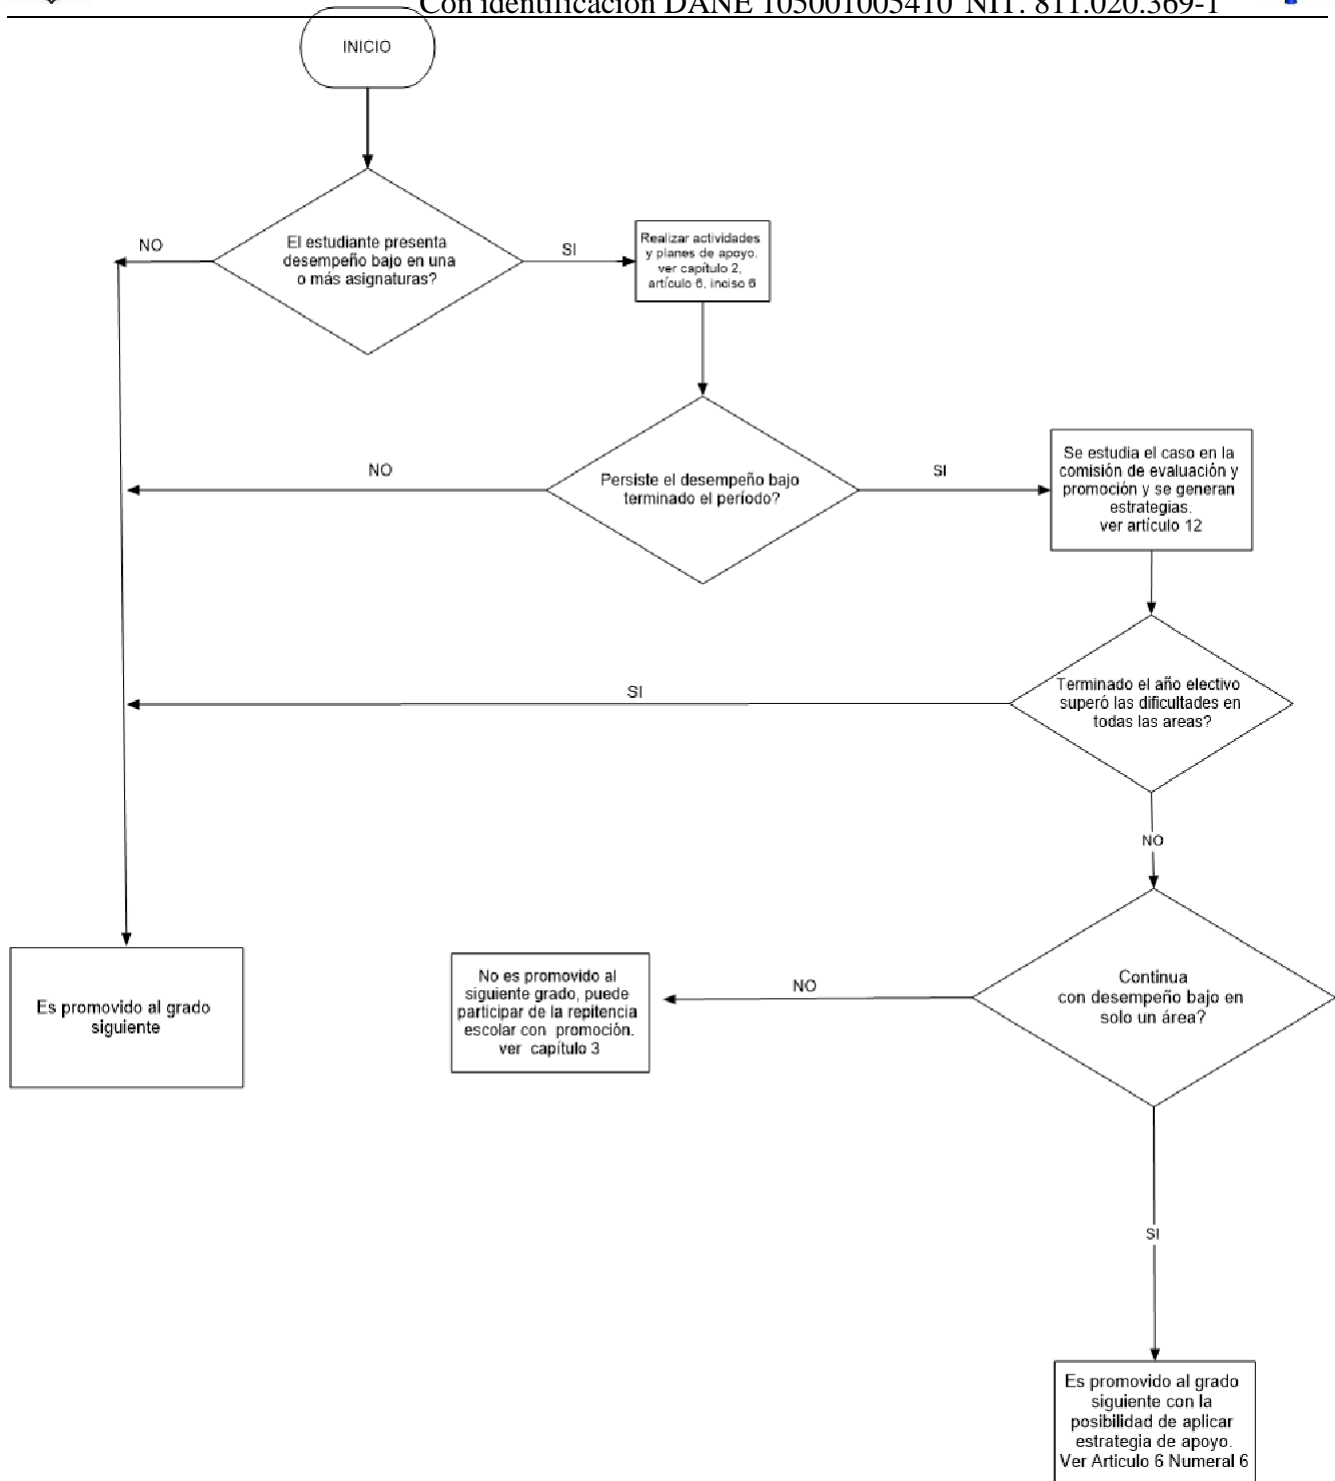 Con identificación DANE 105001005410 NIT. 811.020.369-1
INICIO
El estudiante presenta
desempeño bajo en una
o más asignaturas?
NO
SI
Realizar actividades
y planes de apoyo.
ver capítulo 2,
artículo 6, inciso 6
Persiste el desempeño bajo
terminado el período?
NO
SI
Se estudia el caso en la
comisión de evaluación y
promoción y se generan
estrategias.
ver artículo 12
Terminado el año electivo
superó las dificultades en
todas las areas?
SI
NO
Continua
con desempeño bajo en
solo un área?
NO
No es promovido al
siguiente grado, puede
participar de la repitencia
escolar con promoción.
ver capítulo 3
Es promovido al grado
siguiente
SI
Es promovido al grado
siguiente con la
posibilidad de aplicar
estrategia de apoyo.
Ver Articulo 6 Numeral 6